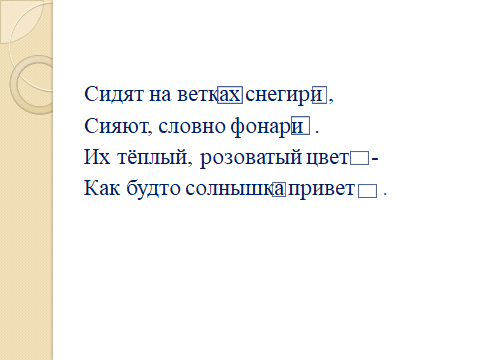 Сидят на ветках снегири ,
Сияют, словно фонари .
Их тёплый, розоватый цвет -
Как будто солнышка привет .